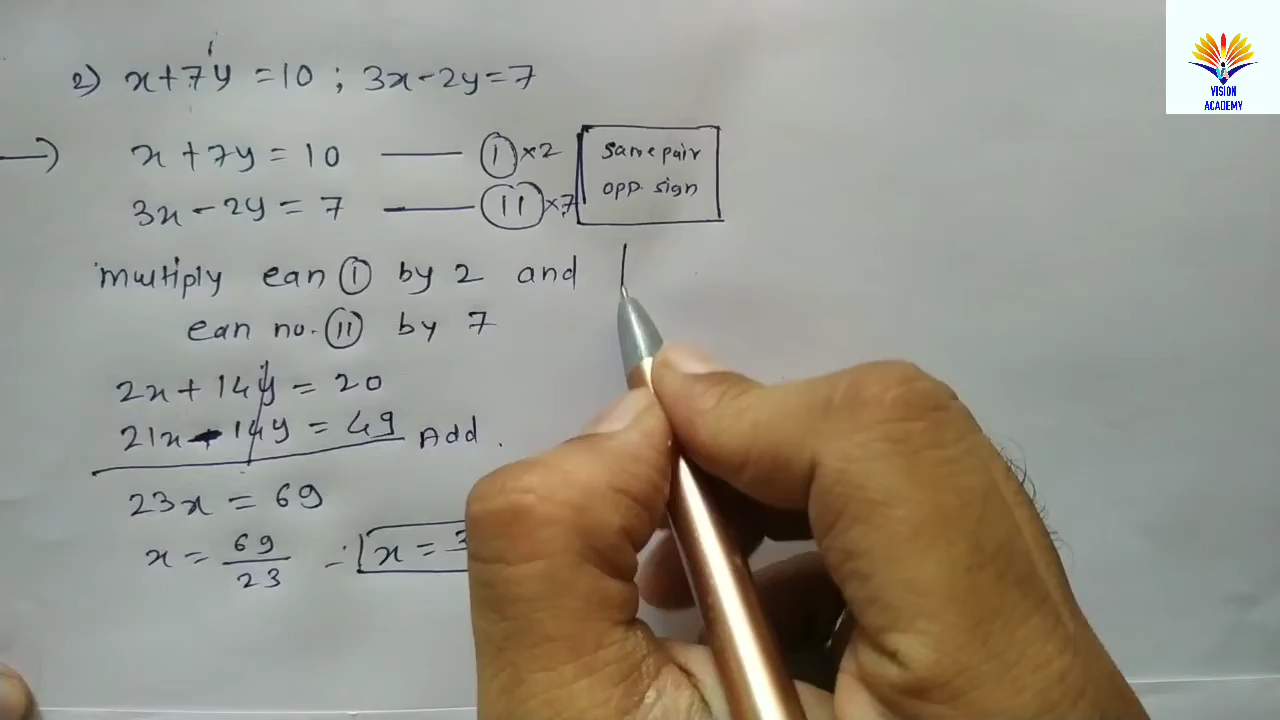 2) x+7y=10 ; 3x-2y=7
x+7y=10 —— (I) ×2
3x-2y=7 —— (II) ×7
same pair
opp. sign
multiply eqn (I) by 2 and
eqn no. (II) by 7
2x+14y=20
21x-14y=49 Add.
23x=69
x=69/23 ∴ x=3
VISION
ACADEMY